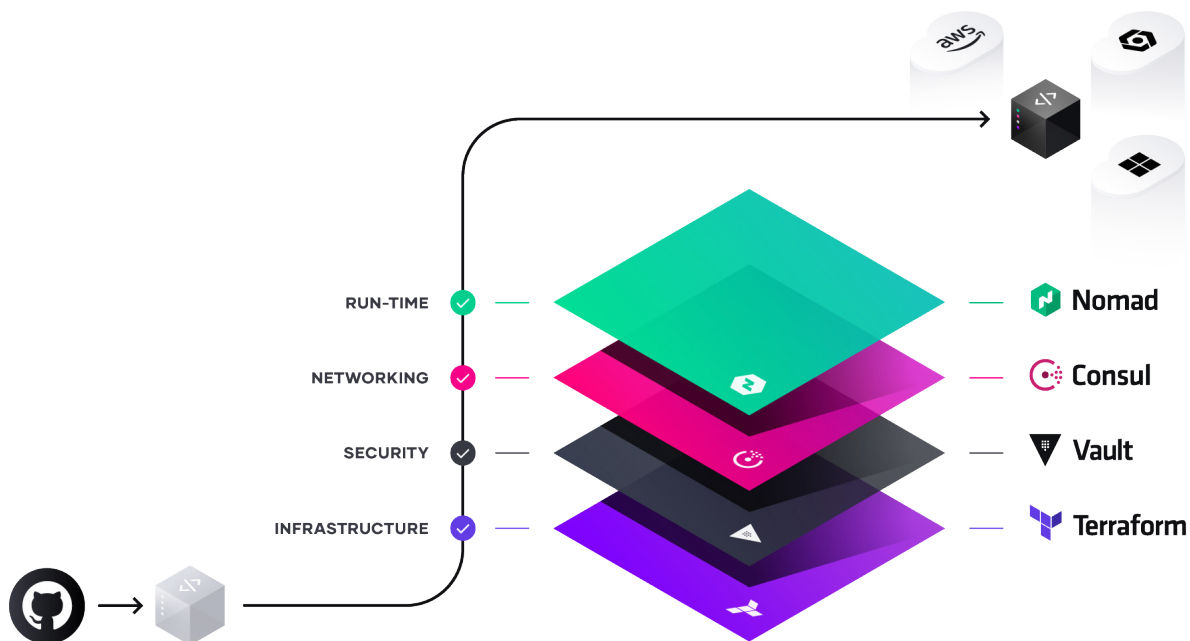 aws
</>
RUN-TIME
Nomad
NETWORKING
Consul
SECURITY
Vault
INFRASTRUCTURE
Terraform
</>